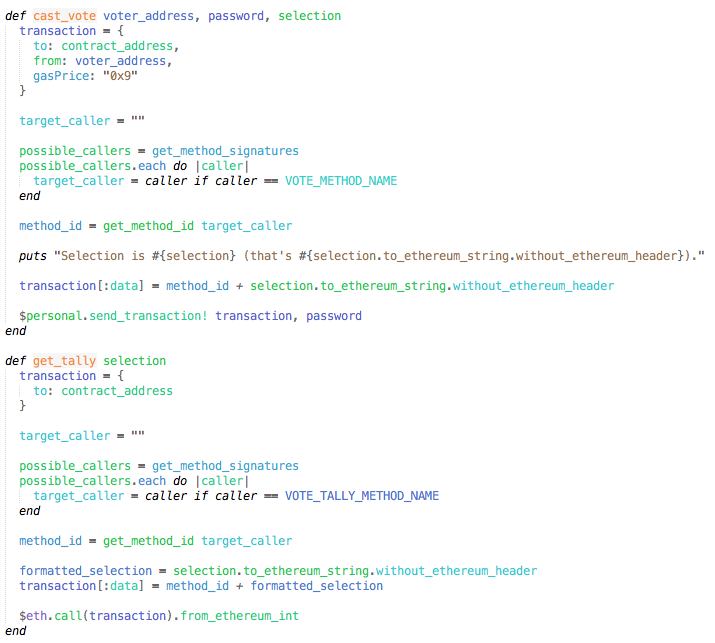 def cast_vote voter_address, password, selection
  transaction = {
    to: contract_address,
    from: voter_address,
    gasPrice: "0x9"
  }

  target_caller = ""

  possible_callers = get_method_signatures
  possible_callers.each do |caller|
    target_caller = caller if caller == VOTE_METHOD_NAME
  end

  method_id = get_method_id target_caller

  puts "Selection is #{selection} (that's #{selection.to_ethereum_string.without_ethereum_header})."

  transaction[:data] = method_id + selection.to_ethereum_string.without_ethereum_header

  $personal.send_transaction! transaction, password
end

def get_tally selection
  transaction = {
    to: contract_address
  }

  target_caller = ""

  possible_callers = get_method_signatures
  possible_callers.each do |caller|
    target_caller = caller if caller == VOTE_TALLY_METHOD_NAME
  end

  method_id = get_method_id target_caller

  formatted_selection = selection.to_ethereum_string.without_ethereum_header
  transaction[:data] = method_id + formatted_selection

  $eth.call(transaction).from_ethereum_int
end